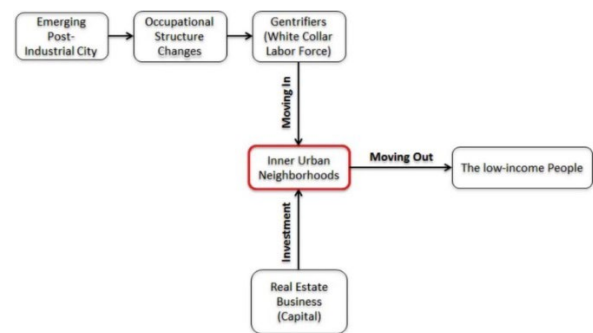 Emerging
Post-
Industrial City
Occupational
Structure
Changes
Gentrifiers
(White Collar
Labor Force)
Moving In
Inner Urban
Neighborhoods
Moving Out
The low-income People
Investment
Real Estate
Business
(Capital)